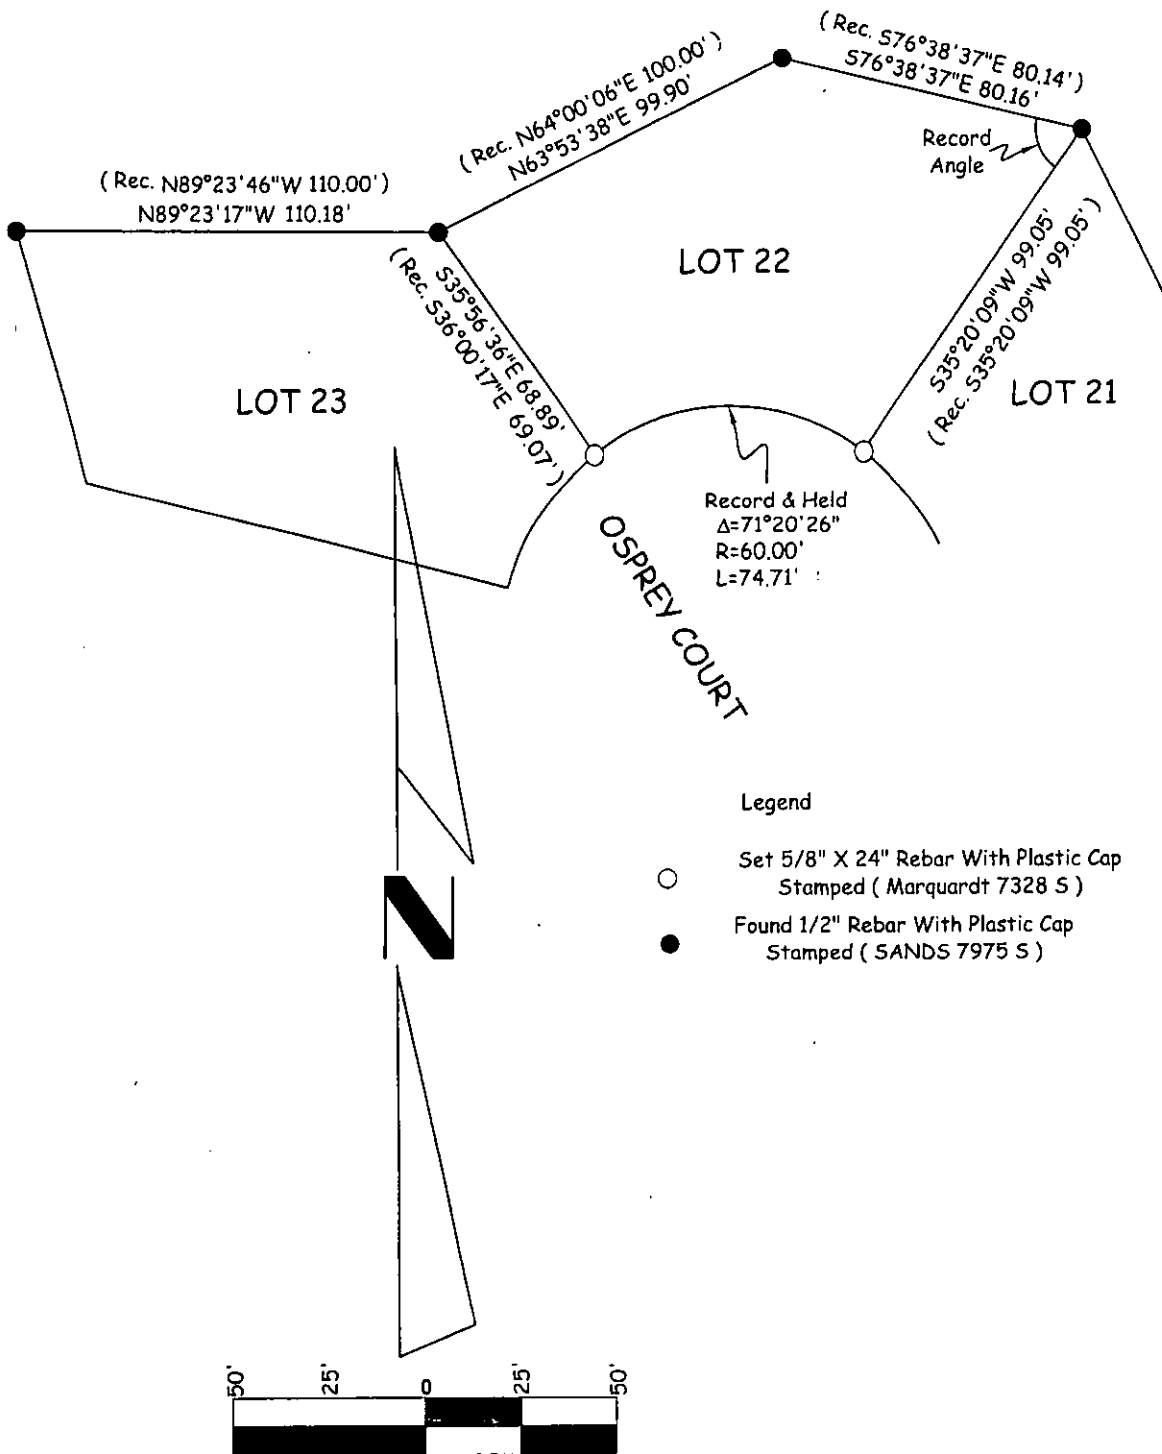 ( Rec. S76°38'37"E 80.14' )
S76°38'37"E 80.16'
( Rec. N64°00'06"E 100.00' )
N63°53'38"E 99.90'
Record
Angle
( Rec. N89°23'46"W 110.00' )
N89°23'17"W 110.18'
LOT 22
S35°56'36"E 68.89'
( Rec. S36°00'17"E 69.07' )
S35°20'09"W 99.05'
( Rec. S35°20'09"W 99.05' )
LOT 23
LOT 21
Record & Held
Δ=71°20'26"
R=60.00'
L=74.71'
OSPREY COURT
Legend
Set 5/8" X 24" Rebar With Plastic Cap
Stamped ( Marquardt 7328 S )
N
Found 1/2" Rebar With Plastic Cap
Stamped ( SANDS 7975 S )
50' 25' 0 25' 50'